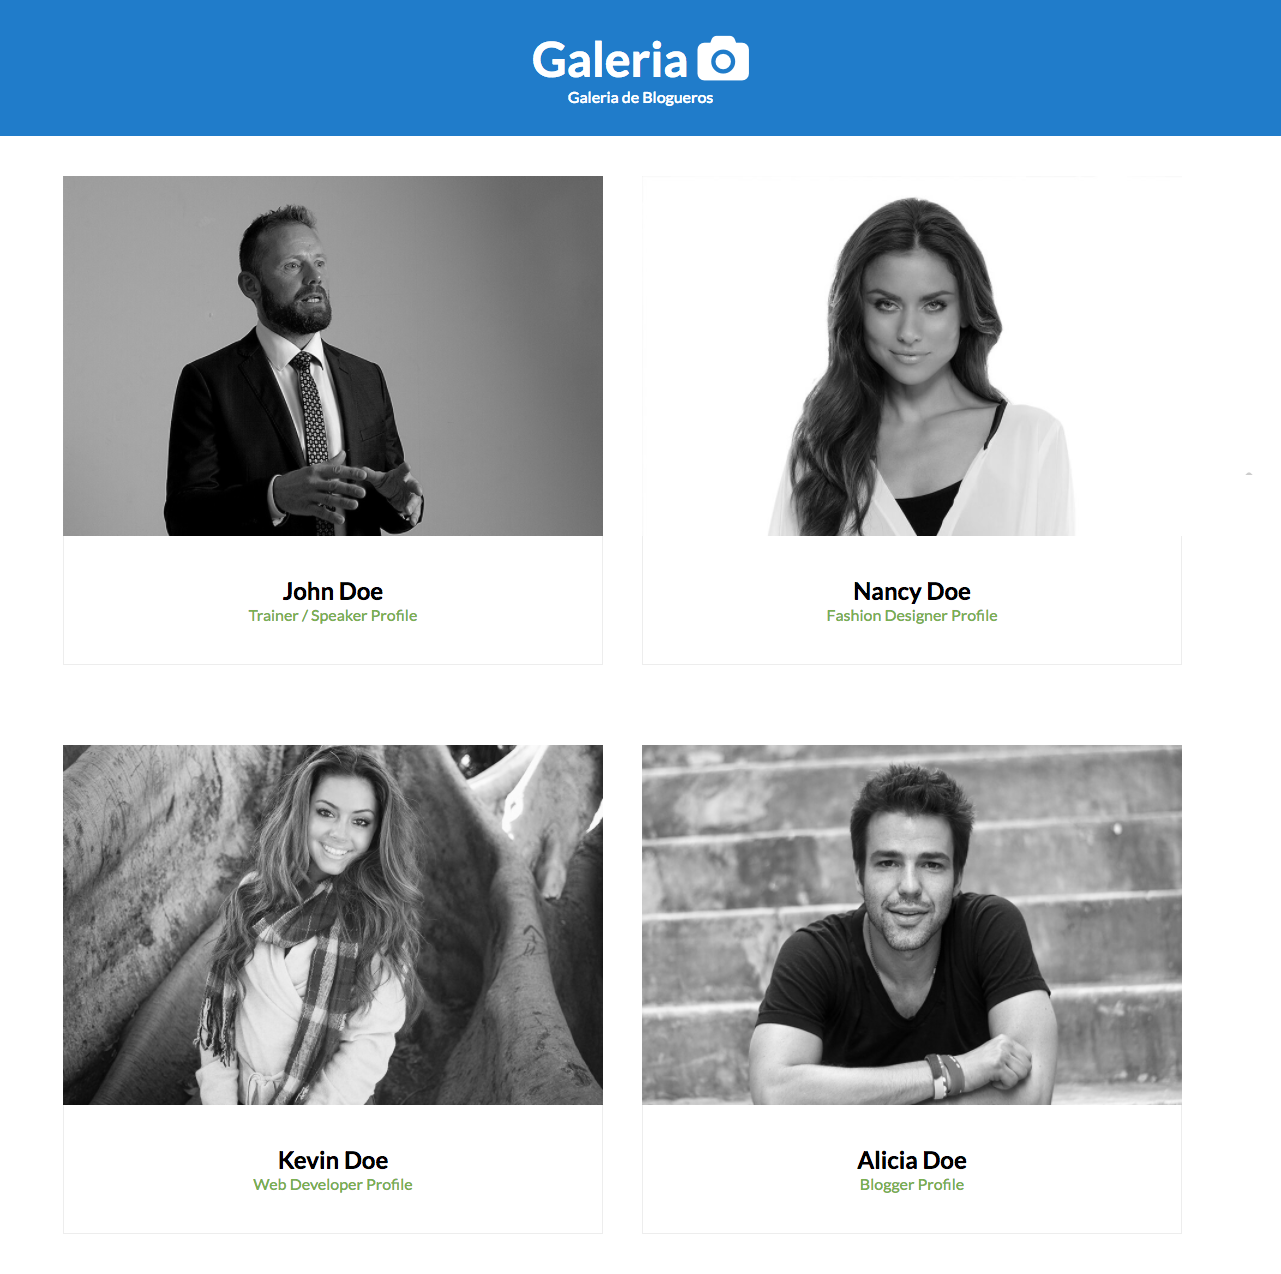 Galeria
Galeria de Blogueros
John Doe
Trainer / Speaker Profile
Nancy Doe
Fashion Designer Profile
Kevin Doe
Web Developer Profile
Alicia Doe
Blogger Profile